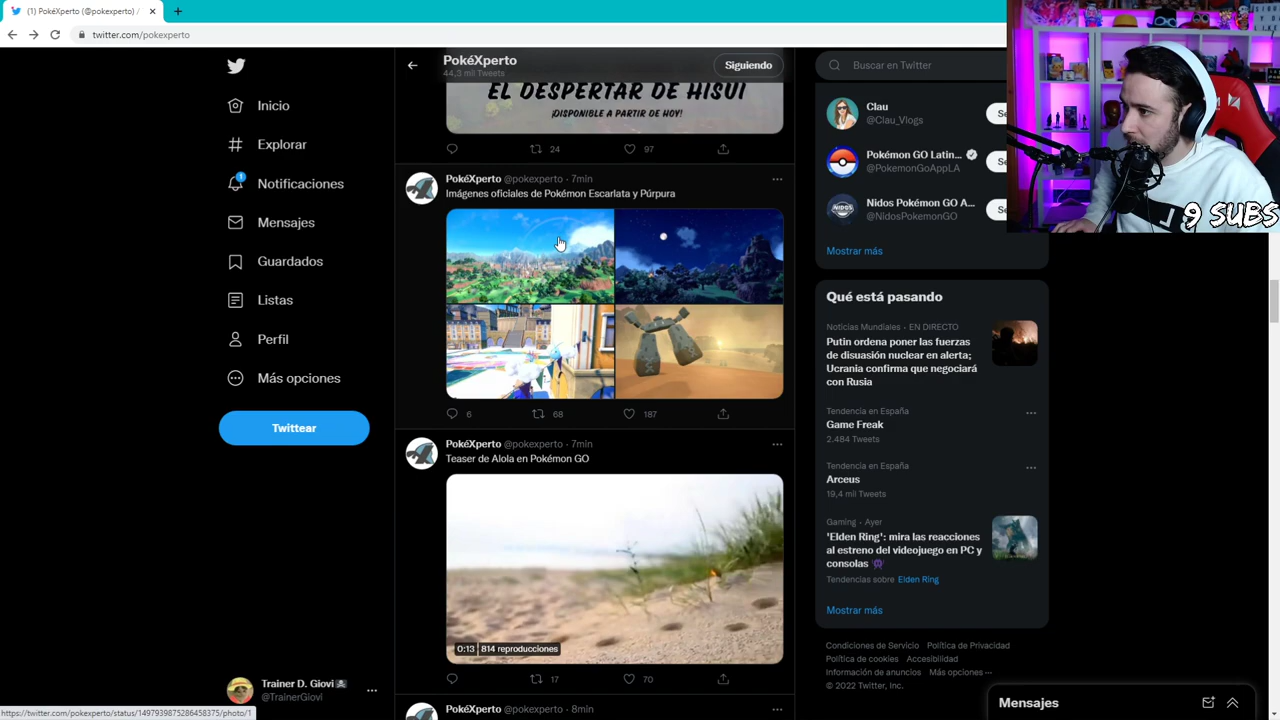 (1) PokéXperto (@pokexperto) /
twitter.com/pokexperto
Inicio
Explorar
1
Notificaciones
Mensajes
Guardados
Listas
Perfil
Más opciones
Twittear
Trainer D. Giovi
@TrainerGiovi
https://twitter.com/pokexperto/status/1497939875286458375/photo/1
PokéXperto
44,3 mil Tweets
Siguiendo
EL DESPERTAR DE HISUI
¡DISPONIBLE A PARTIR DE HOY!
24
97
PokéXperto @pokexperto · 7min
Imágenes oficiales de Pokémon Escarlata y Púrpura
6
68
187
PokéXperto @pokexperto · 7min
Teaser de Alola en Pokémon GO
0:13 | 814 reproducciones
17
70
PokéXperto @pokexperto · 8min
Buscar en Twitter
Clau
@Clau_Vlogs
Se
Pokémon GO Latin...
@PokemonGoAppLA
Se
Nidos Pokémon GO A...
@NidosPokemonGO
Se
Mostrar más
9 SUBS
Qué está pasando
Noticias Mundiales · EN DIRECTO
Putin ordena poner las fuerzas
de disuasión nuclear en alerta;
Ucrania confirma que negociará
con Rusia
Tendencia en España
Game Freak
2.484 Tweets
Tendencia en España
Arceus
19,4 mil Tweets
Gaming · Ayer
'Elden Ring': mira las reacciones
al estreno del videojuego en PC y
consolas
Tendencias sobre Elden Ring
Mostrar más
Condiciones de Servicio Política de Privacidad
Política de cookies Accesibilidad
Información de anuncios Más opciones ···
© 2022 Twitter, Inc.
Mensajes